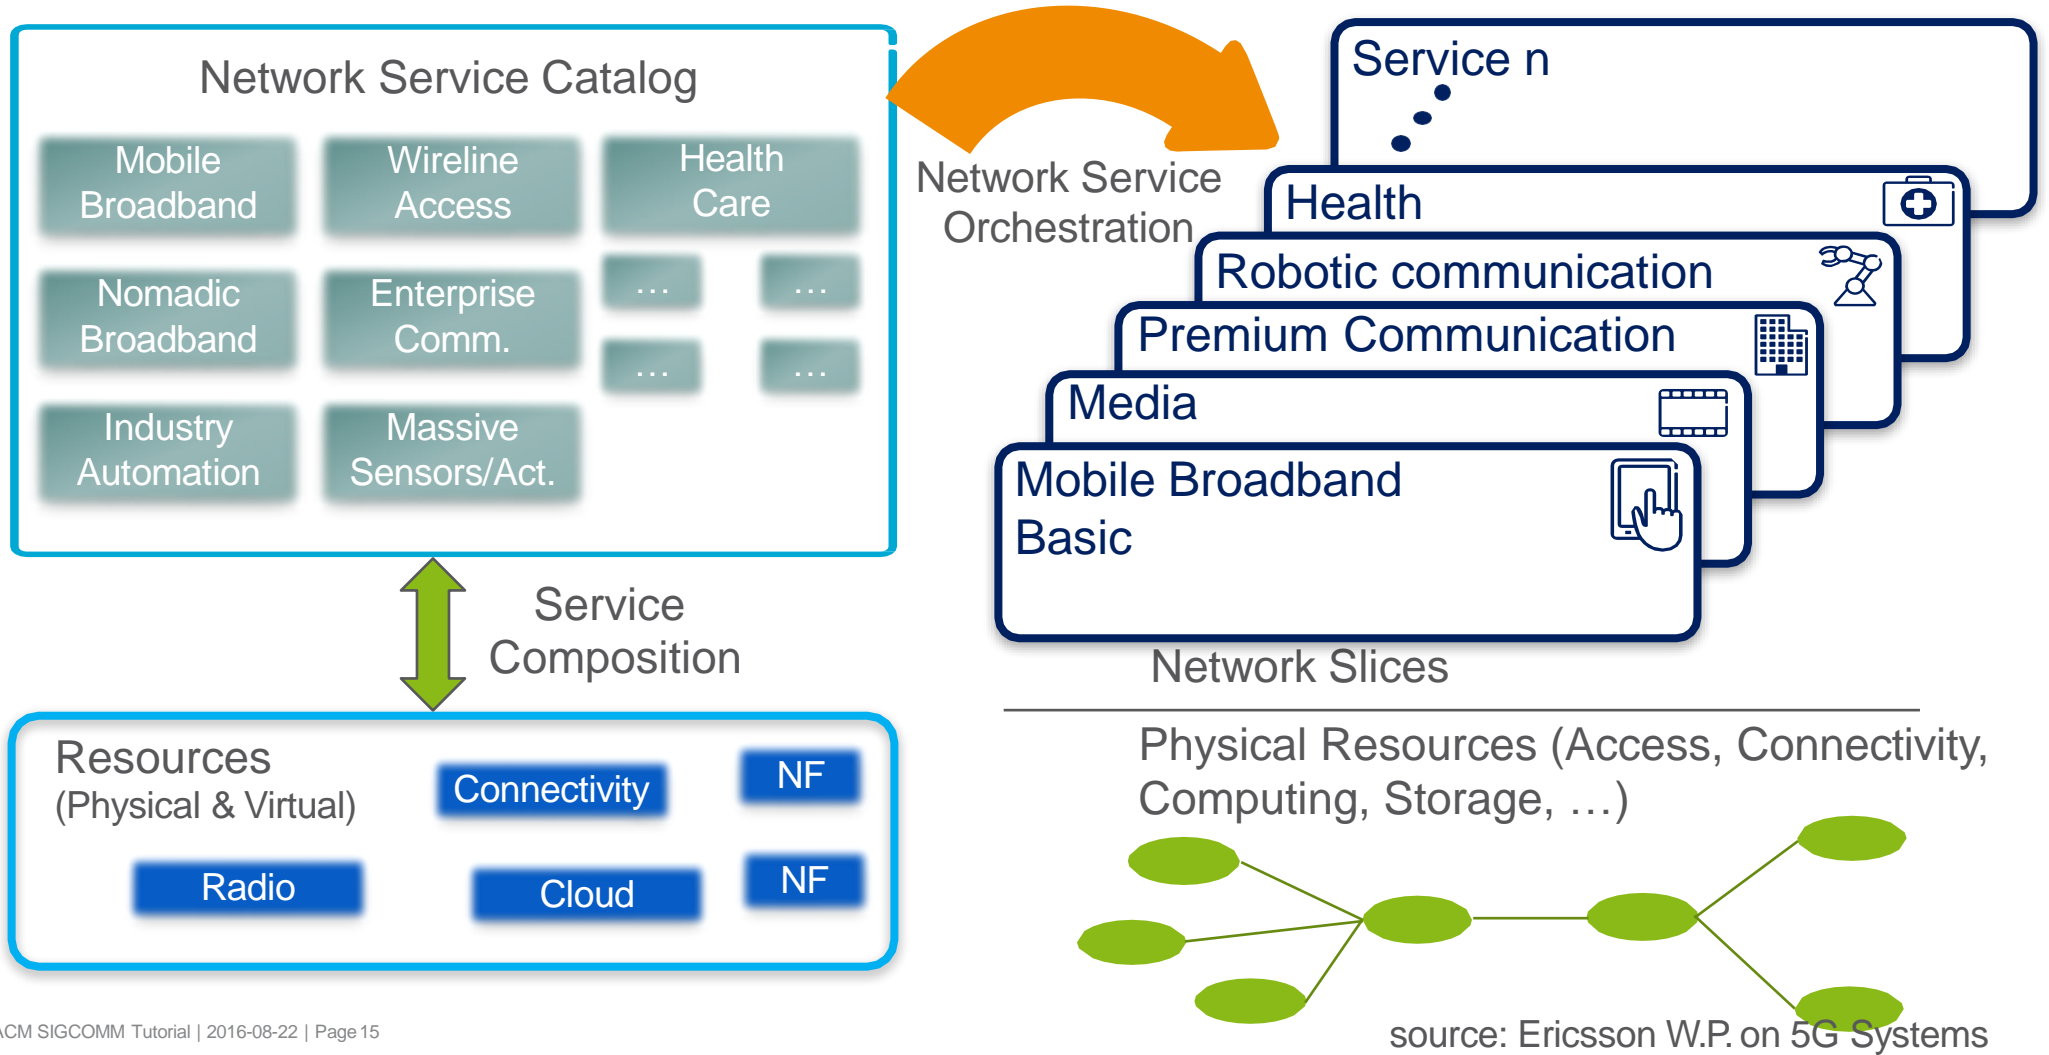 Network Service Catalog
Mobile
Broadband
Wireline
Access
Health
Care
Nomadic
Broadband
Enterprise
Comm.
…
…
…
…
Industry
Automation
Massive
Sensors/Act.
Network Service
Orchestration
Service n
Health
Robotic communication
Premium Communication
Media
Mobile Broadband
Basic
Network Slices
Service
Composition
Resources
(Physical & Virtual)
Connectivity
NF
Radio
Cloud
NF
Physical Resources (Access, Connectivity,
Computing, Storage, …)
ACM SIGCOMM Tutorial | 2016-08-22 | Page 15
source: Ericsson W.P. on 5G Systems